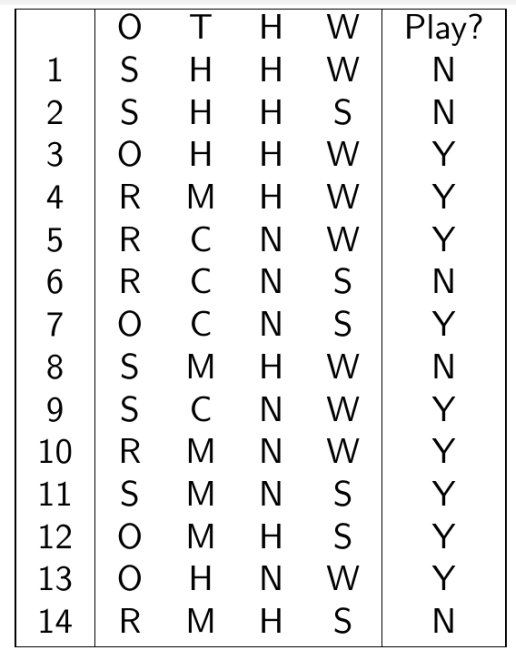 O T H W Play?
1 S H H W N
2 S H H S N
3 O H H W Y
4 R M H W Y
5 R C N W Y
6 R C N S N
7 O C N S Y
8 S M H W N
9 S C N W Y
10 R M N W Y
11 S M N S Y
12 O M H S Y
13 O H N W Y
14 R M H S N